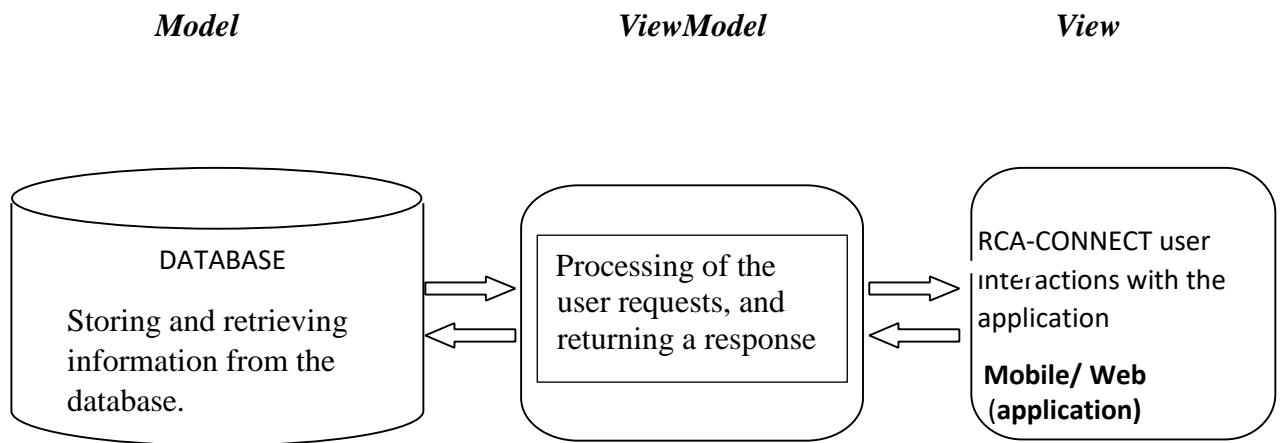 Model ViewModel View
DATABASE
Storing and retrieving
information from the
database.
Processing of the
user requests, and
returning a response
RCA-CONNECT user
interactions with the
application
Mobile/ Web
(application)